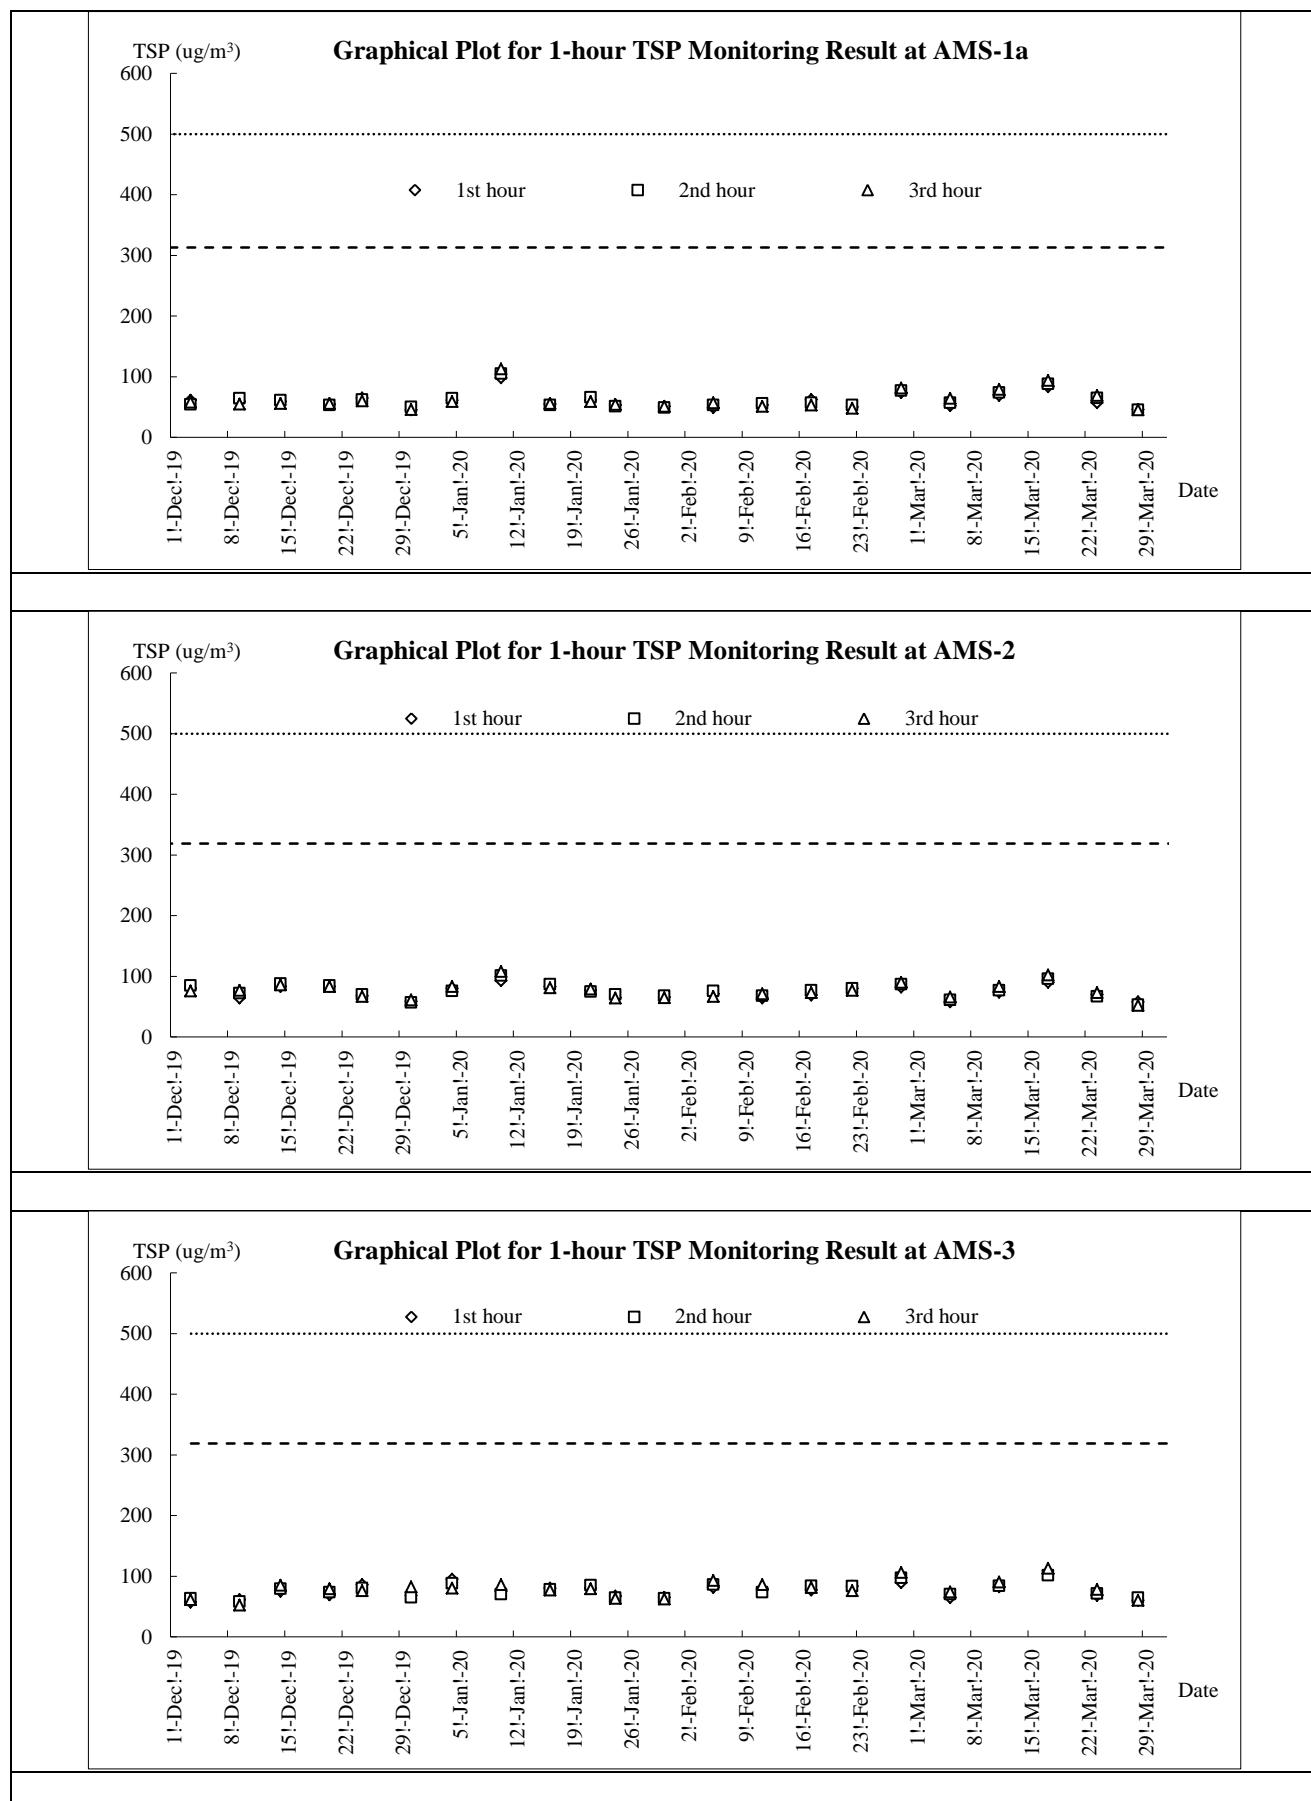 TSP (ug/m³) Graphical Plot for 1-hour TSP Monitoring Result at AMS-1a
600
500
1st hour 2nd hour 3rd hour
400
300
200
100
0
1!-Dec!-19 8!-Dec!-19 15!-Dec!-19 22!-Dec!-19 29!-Dec!-19 5!-Jan!-20 12!-Jan!-20 19!-Jan!-20 26!-Jan!-20 2!-Feb!-20 9!-Feb!-20 16!-Feb!-20 23!-Feb!-20 1!-Mar!-20 8!-Mar!-20 15!-Mar!-20 22!-Mar!-20 29!-Mar!-20
Date
TSP (ug/m³) Graphical Plot for 1-hour TSP Monitoring Result at AMS-2
600
1st hour 2nd hour 3rd hour
500
400
300
200
100
0
1!-Dec!-19 8!-Dec!-19 15!-Dec!-19 22!-Dec!-19 29!-Dec!-19 5!-Jan!-20 12!-Jan!-20 19!-Jan!-20 26!-Jan!-20 2!-Feb!-20 9!-Feb!-20 16!-Feb!-20 23!-Feb!-20 1!-Mar!-20 8!-Mar!-20 15!-Mar!-20 22!-Mar!-20 29!-Mar!-20
Date
TSP (ug/m³) Graphical Plot for 1-hour TSP Monitoring Result at AMS-3
600
1st hour 2nd hour 3rd hour
500
400
300
200
100
0
1!-Dec!-19 8!-Dec!-19 15!-Dec!-19 22!-Dec!-19 29!-Dec!-19 5!-Jan!-20 12!-Jan!-20 19!-Jan!-20 26!-Jan!-20 2!-Feb!-20 9!-Feb!-20 16!-Feb!-20 23!-Feb!-20 1!-Mar!-20 8!-Mar!-20 15!-Mar!-20 22!-Mar!-20 29!-Mar!-20
Date